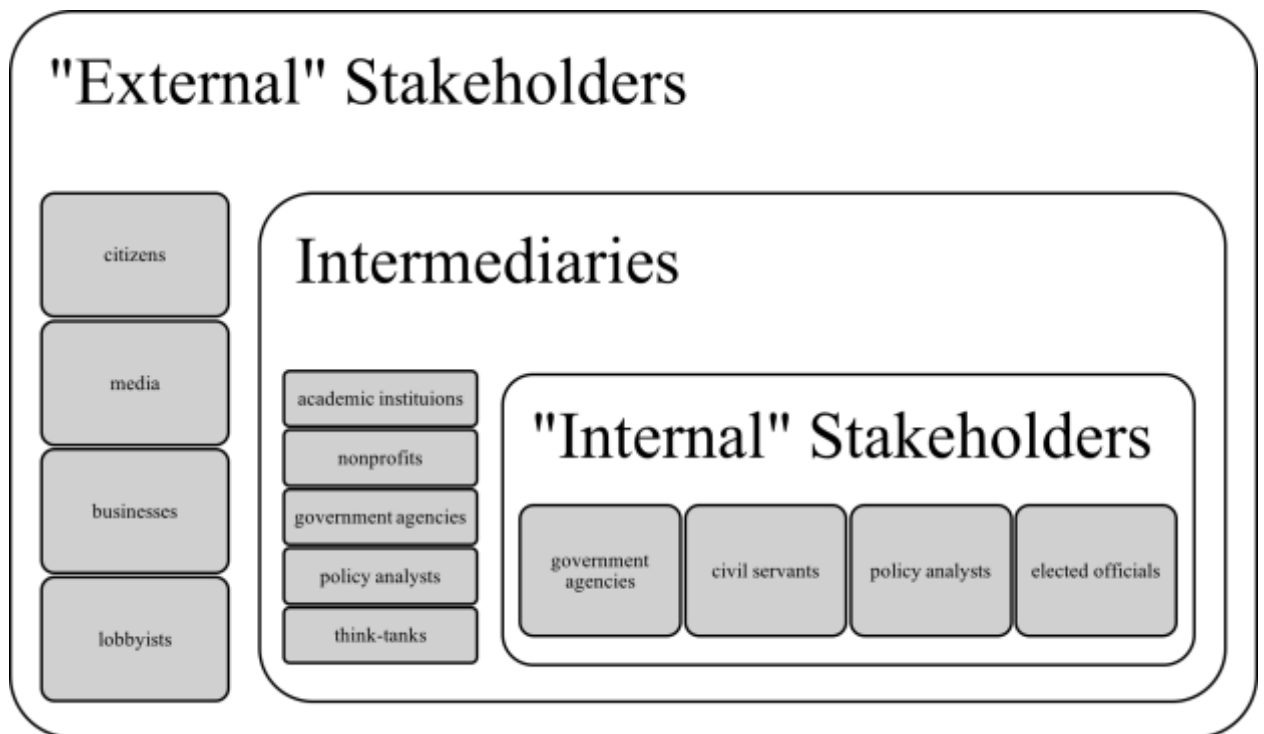 "External" Stakeholders
citizens
media
businesses
lobbyists
Intermediaries
academic instituions
nonprofits
government agencies
policy analysts
think-tanks
"Internal" Stakeholders
government
agencies
civil servants
policy analysts
elected officials